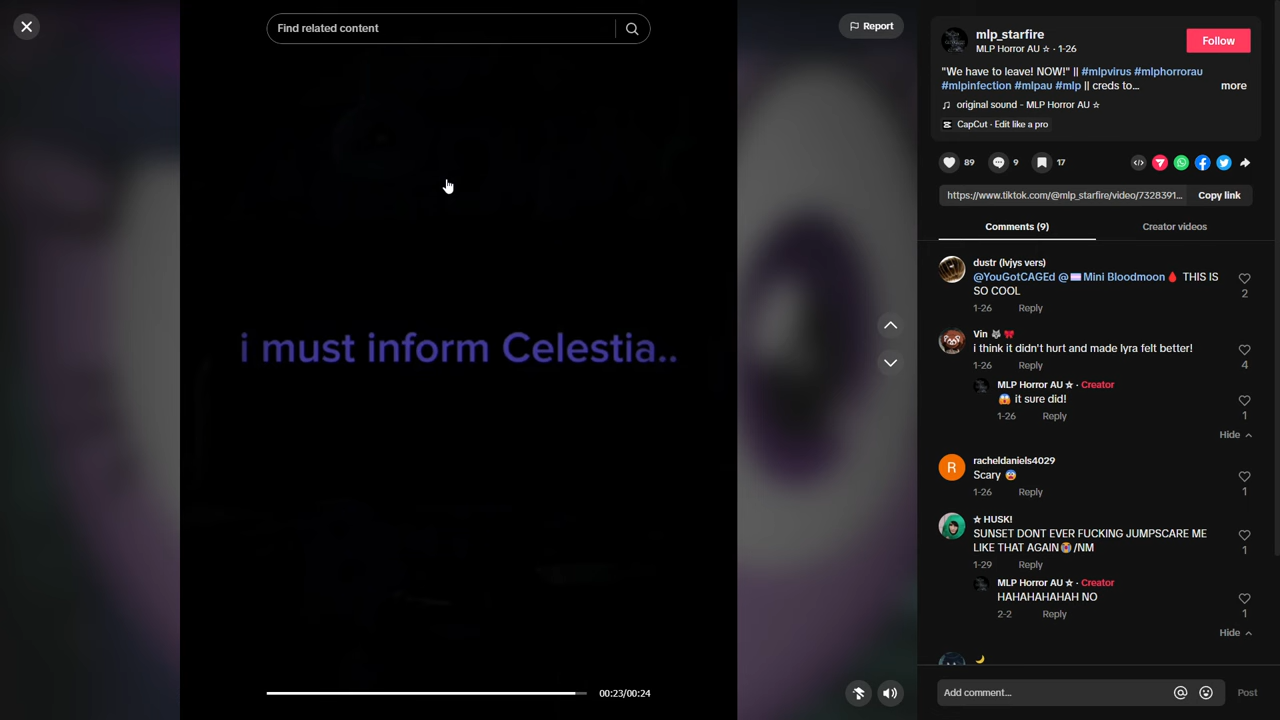 Find related content
Report
i must inform Celestia..
00:23/00:24
mlp_starfire
MLP Horror AU ☆ · 1-26
Follow
"We have to leave! NOW!" || #mlpvirus #mlphorrorau
#mlpinfection #mlpau #mlp || creds to...
more
original sound - MLP Horror AU ☆
CapCut · Edit like a pro
89
9
17
https://www.tiktok.com/@mlp_starfire/video/7328391...
Copy link
Comments (9)
Creator videos
dustr (lvjys vers)
@YouGotCAGEd @ Mini Bloodmoon🩸 THIS IS
SO COOL
2
1-26
Reply
Vin
i think it didn't hurt and made lyra felt better!
4
1-26
Reply
MLP Horror AU ☆ · Creator
😱 it sure did!
1
1-26
Reply
Hide
R
racheldaniels4029
Scary 😨
1
1-26
Reply
☆ HUSK!
SUNSET DONT EVER FUCKING JUMPSCARE ME
LIKE THAT AGAIN😭/NM
1
1-29
Reply
MLP Horror AU ☆ · Creator
HAHAHAHAHAH NO
1
2-2
Reply
Hide
Add comment...
@
Post